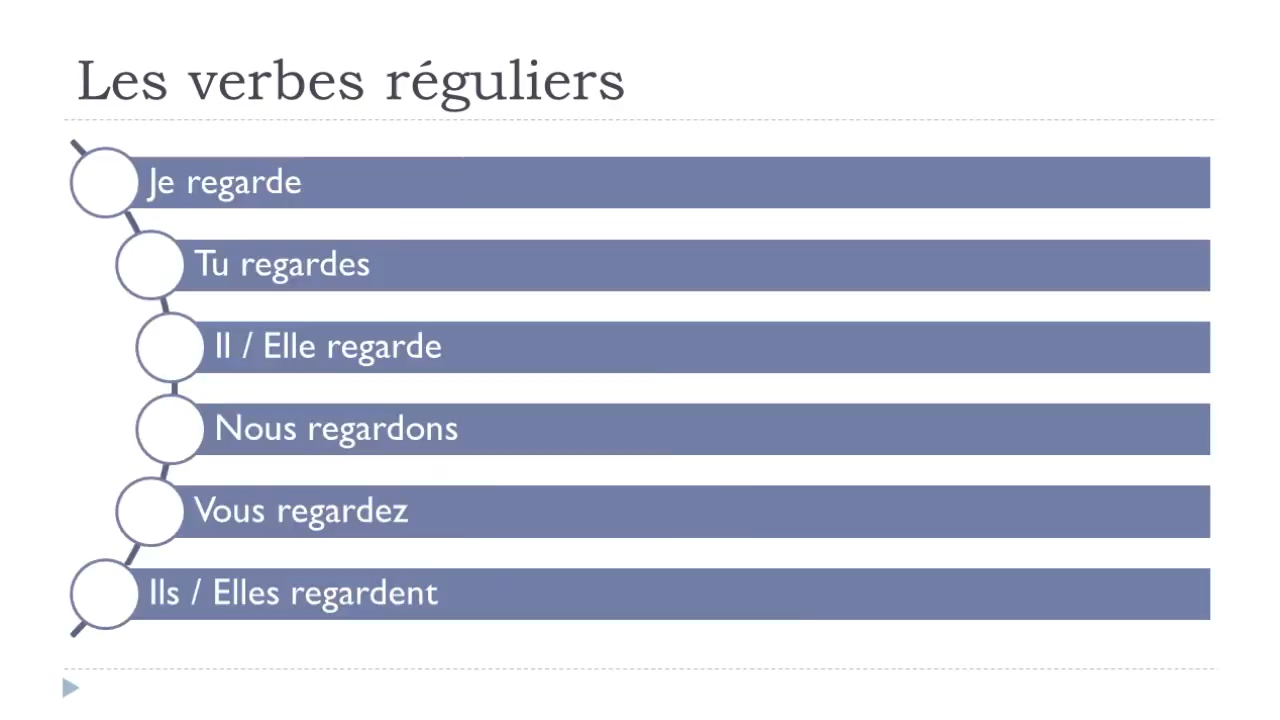 Les verbes réguliers
Je regarde
Tu regardes
Il / Elle regarde
Nous regardons
Vous regardez
Ils / Elles regardent